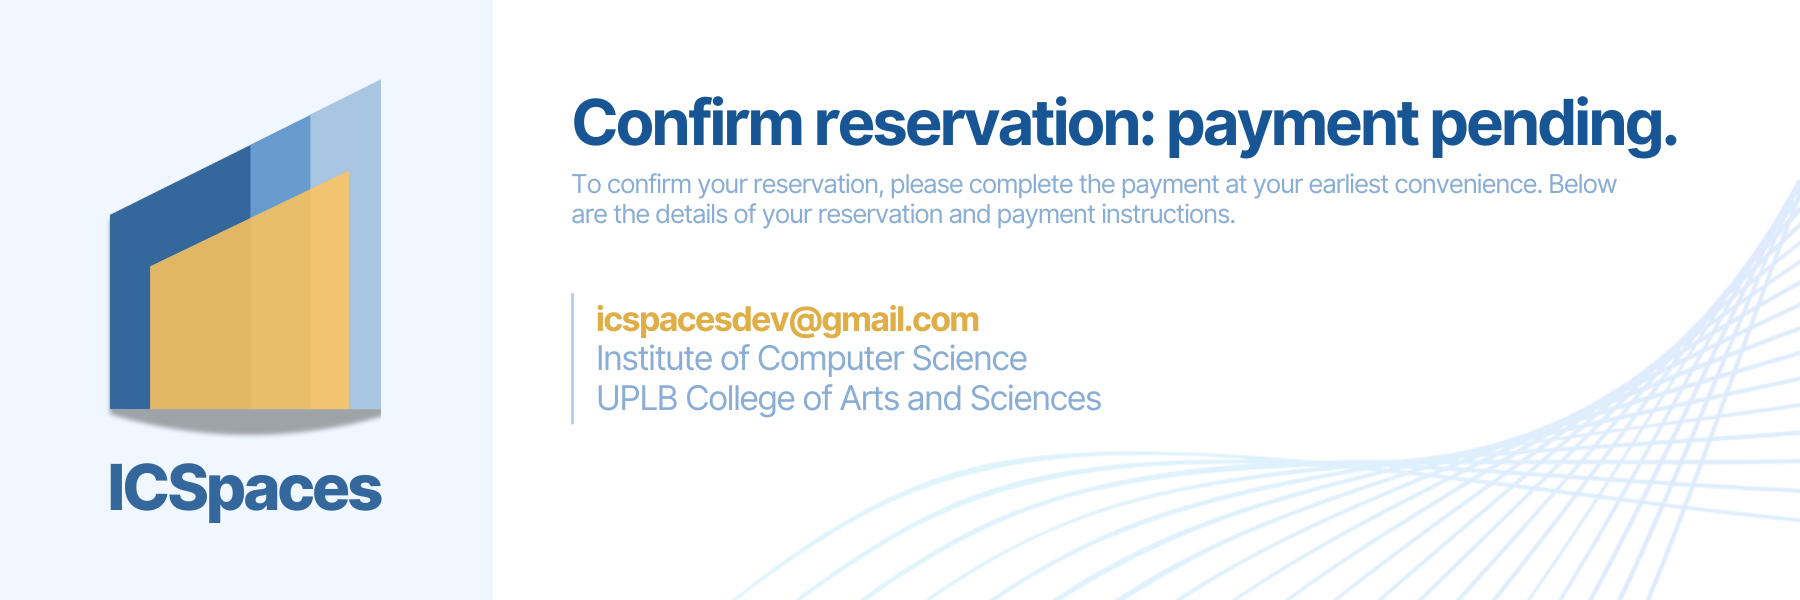 ICSpaces
Confirm reservation: payment pending.
To confirm your reservation, please complete the payment at your earliest convenience. Below
are the details of your reservation and payment instructions.
icspacesdev@gmail.com
Institute of Computer Science
UPLB College of Arts and Sciences